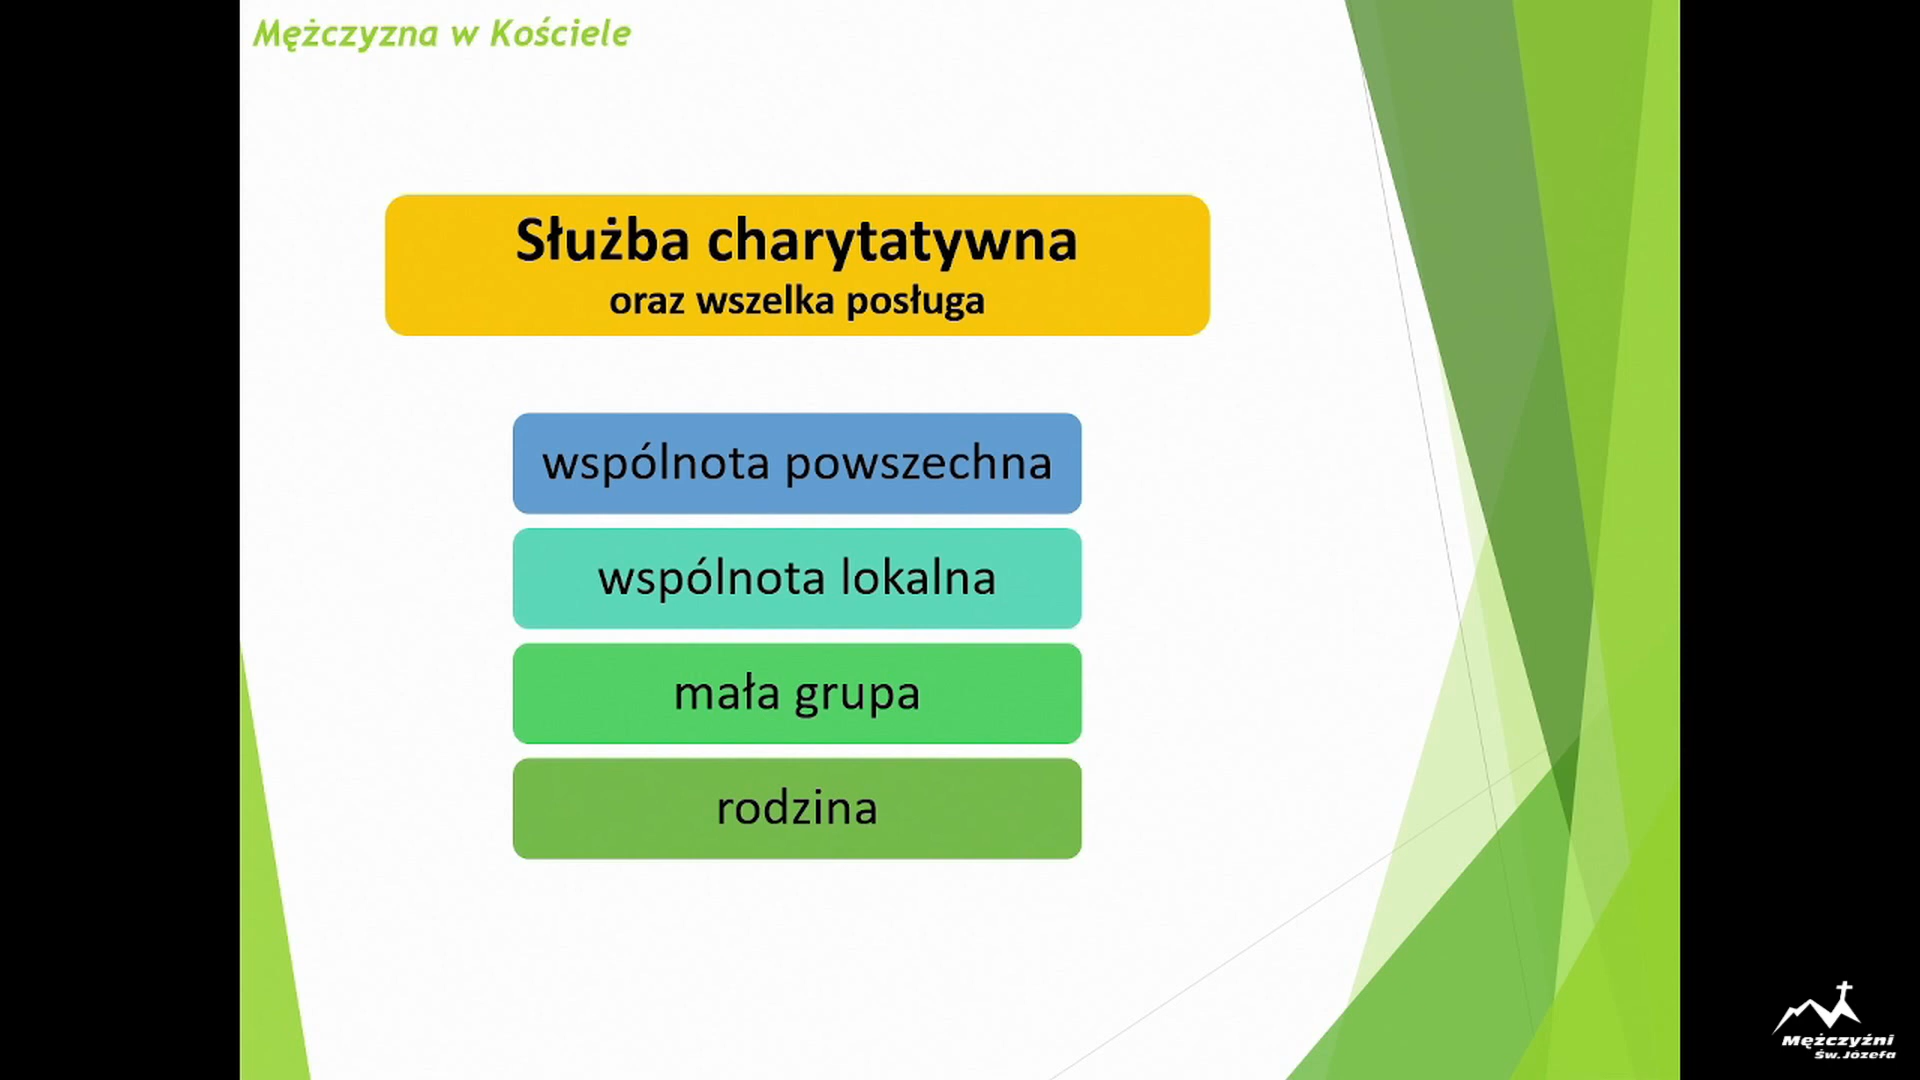 Mężczyzna w Kościele
Służba charytatywna
oraz wszelka posługa
wspólnota powszechna
wspólnota lokalna
mała grupa
rodzina
Mężczyźni
Św. Józefa